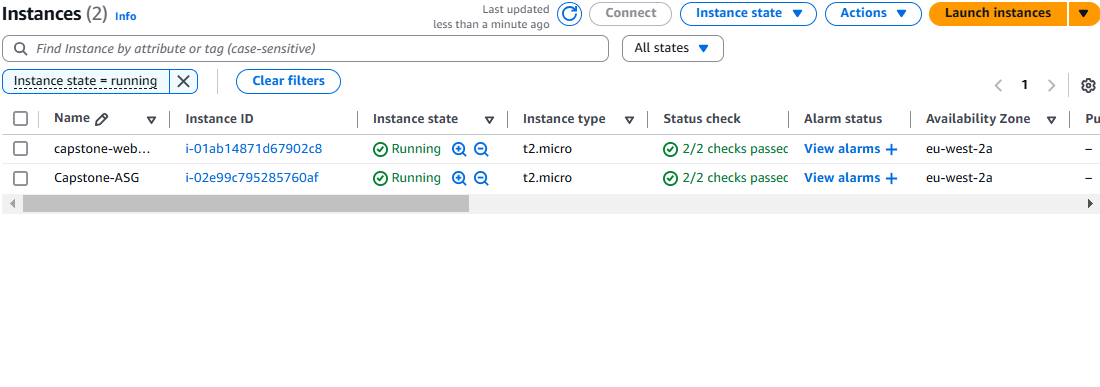 Instances (2) Info
Last updated
less than a minute ago
Connect
Instance state
Actions
Launch instances
Find Instance by attribute or tag (case-sensitive)
All states
Instance state = running
Clear filters
1
Name Instance ID Instance state Instance type Status check Alarm status Availability Zone Pu
capstone-web... i-01ab14871d67902c8 Running t2.micro 2/2 checks passed View alarms + eu-west-2a –
Capstone-ASG i-02e99c795285760af Running t2.micro 2/2 checks passed View alarms + eu-west-2a –